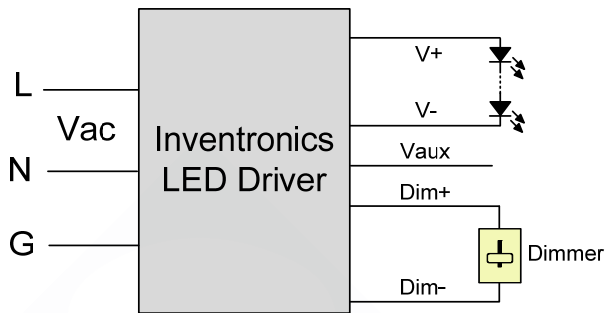 L
Vac
N
G
Inventronics
LED Driver
V+
V-
Vaux
Dim+
Dim-
Dimmer